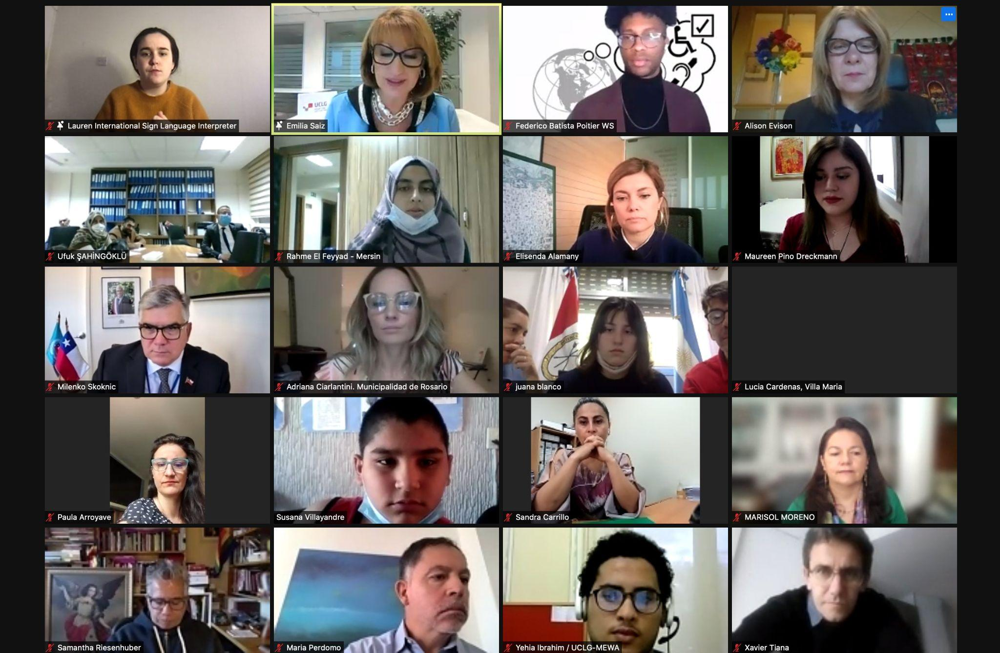 Lauren International Sign Language Interpreter
UCLG
Emilia Saiz
Federico Batista Poitier WS
Alison Evison
Ufuk ŞAHİNGÖKLÜ
Rahme El Feyyad - Mersin
Elisenda Alamany
Maureen Pino Dreckmann
Milenko Skoknic
Adriana Ciarlantini. Municipalidad de Rosario
juana blanco
Lucia Cardenas, Villa Maria
Paula Arroyave
Susana Villayandre
Sandra Carrillo
MARISOL MORENO
Samantha Riesenhuber
Maria Perdomo
Yehia Ibrahim / UCLG-MEWA
Xavier Tiana